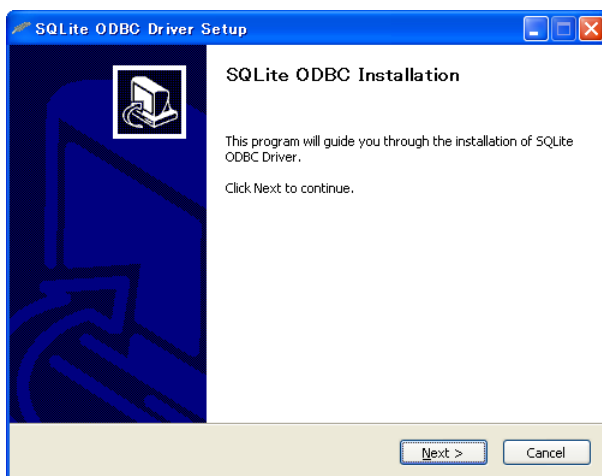 SQLite ODBC Driver Setup
SQLite ODBC Installation
This program will guide you through the installation of SQLite
ODBC Driver.
Click Next to continue.
Next >
Cancel